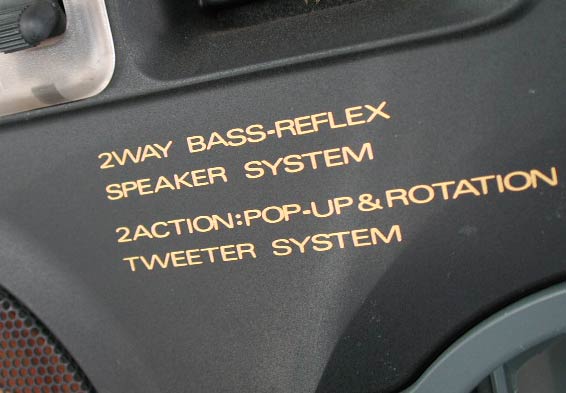 2WAY BASS-REFLEX
SPEAKER SYSTEM
2ACTION:POP-UP & ROTATION
TWEETER SYSTEM